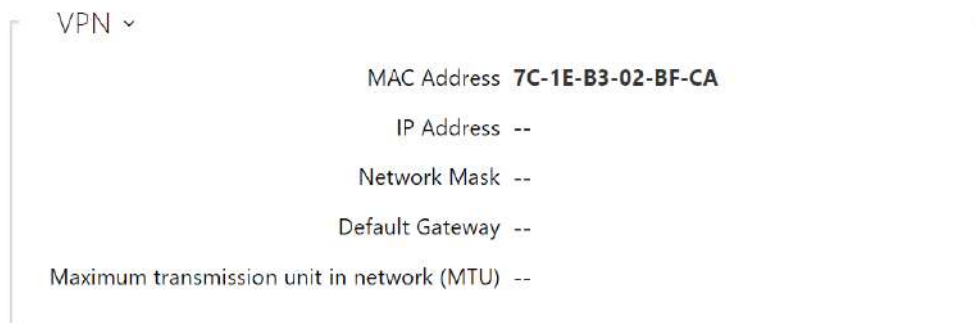 VPN
MAC Address 7C-1E-B3-02-BF-CA
IP Address --
Network Mask --
Default Gateway --
Maximum transmission unit in network (MTU) --